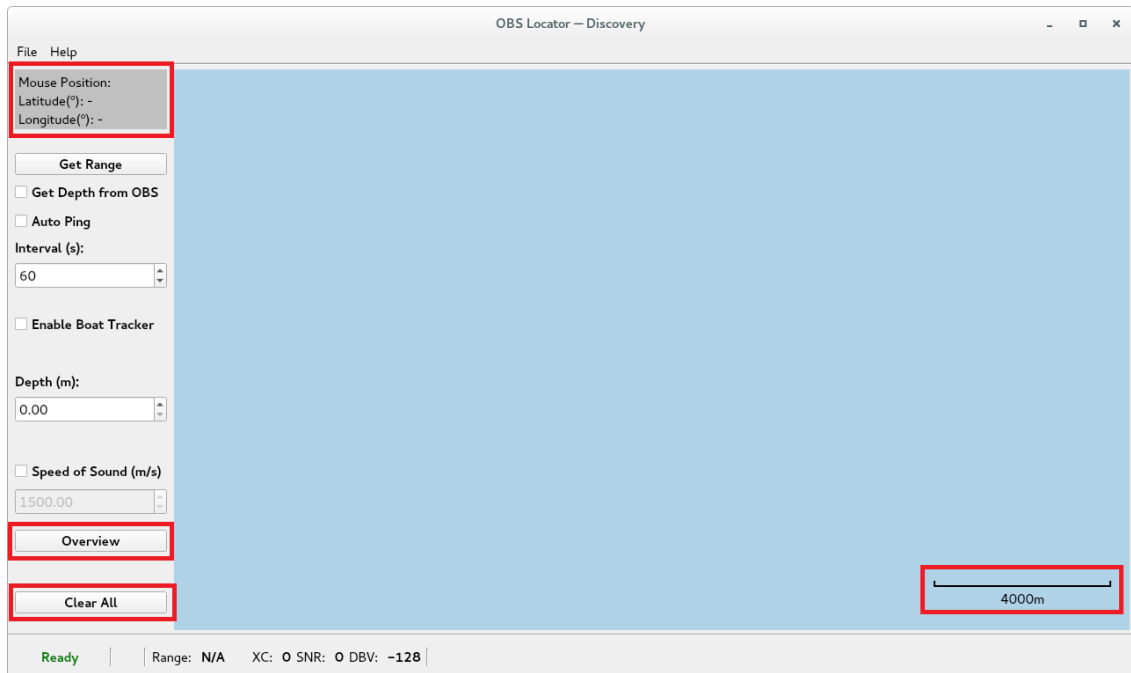 OBS Locator — Discovery
File Help
Mouse Position:
Latitude(°): -
Longitude(°): -
Get Range
Get Depth from OBS
Auto Ping
Interval (s):
60
Enable Boat Tracker
Depth (m):
0.00
Speed of Sound (m/s)
1500.00
Overview
4000m
Clear All
Ready Range: N/A XC: 0 SNR: 0 DBV: -128